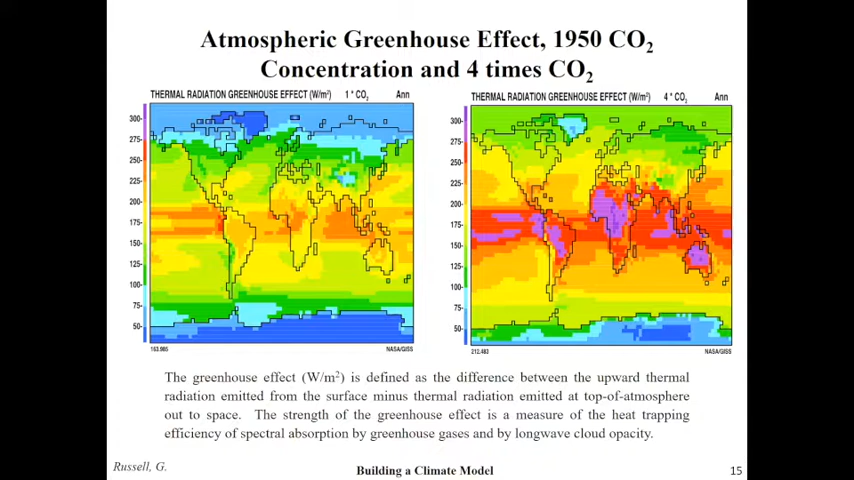 Atmospheric Greenhouse Effect, 1950 CO2
Concentration and 4 times CO2
THERMAL RADIATION GREENHOUSE EFFECT (W/m²) 1 * CO2 Ann
300
250
225
200
175
150
125
100
75
50
163.985 NASA/GISS
THERMAL RADIATION GREENHOUSE EFFECT (W/m²) 4 * CO2 Ann
300
250
225
200
175
150
125
100
75
50
212.483 NASA/GISS
The greenhouse effect (W/m²) is defined as the difference between the upward thermal
radiation emitted from the surface minus thermal radiation emitted at top-of-atmosphere
out to space. The strength of the greenhouse effect is a measure of the heat trapping
efficiency of spectral absorption by greenhouse gases and by longwave cloud opacity.
Russell, G.
Building a Climate Model
15